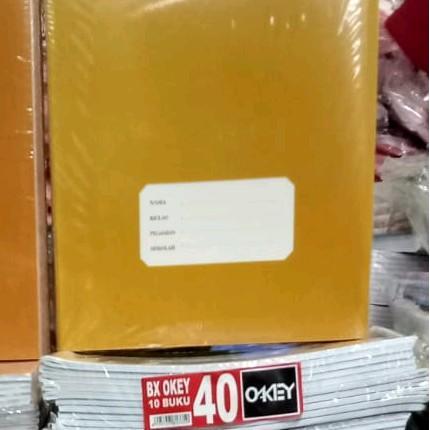 NAMA
KELAS
PELAJARAN
SEKOLAH
BX OKEY
10 BUKU
40
OKEY